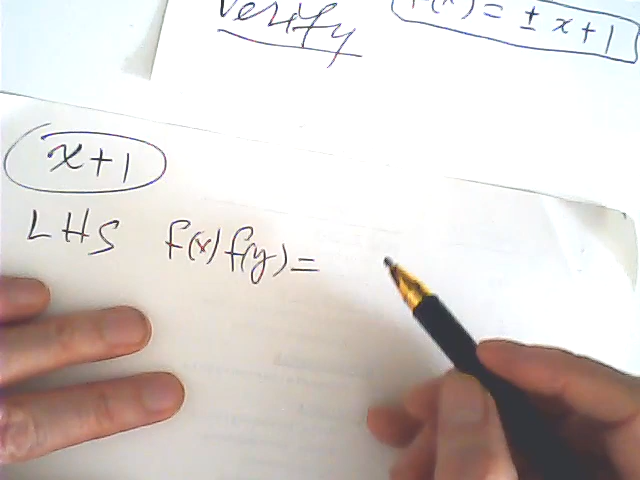 Verify
f(x) = ± x + 1
x + 1
LHS f(x) f(y) =